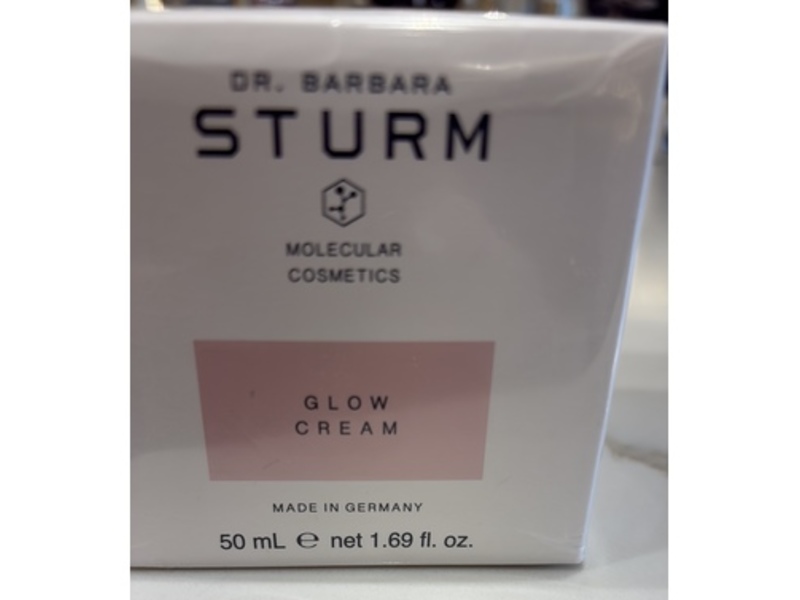 DR. BARBARA
STURM
MOLECULAR
COSMETICS
GLOW
CREAM
MADE IN GERMANY
50 mL ℮ net 1.69 fl. oz.